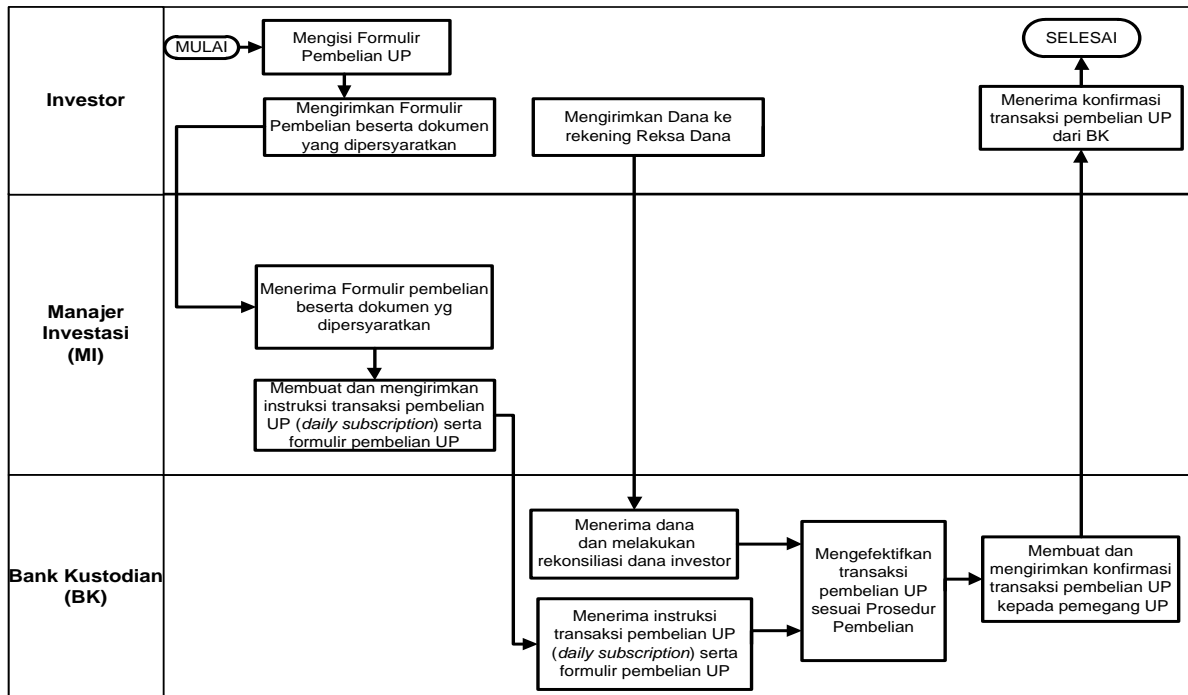 Investor
MULAI
Mengisi Formulir
Pembelian UP
Mengirimkan Formulir
Pembelian beserta dokumen
yang dipersyaratkan
Mengirimkan Dana ke
rekening Reksa Dana
SELESAI
Menerima konfirmasi
transaksi pembelian UP
dari BK
Manajer
Investasi
(MI)
Menerima Formulir pembelian
beserta dokumen yg
dipersyaratkan
Membuat dan mengirimkan
instruksi transaksi pembelian
UP (daily subscription) serta
formulir pembelian UP
Bank Kustodian
(BK)
Menerima dana
dan melakukan
rekonsiliasi dana investor
Menerima instruksi
transaksi pembelian UP
(daily subscription) serta
formulir pembelian UP
Mengefektifkan
transaksi
pembelian UP
sesuai Prosedur
Pembelian
Membuat dan
mengirimkan konfirmasi
transaksi pembelian UP
kepada pemegang UP